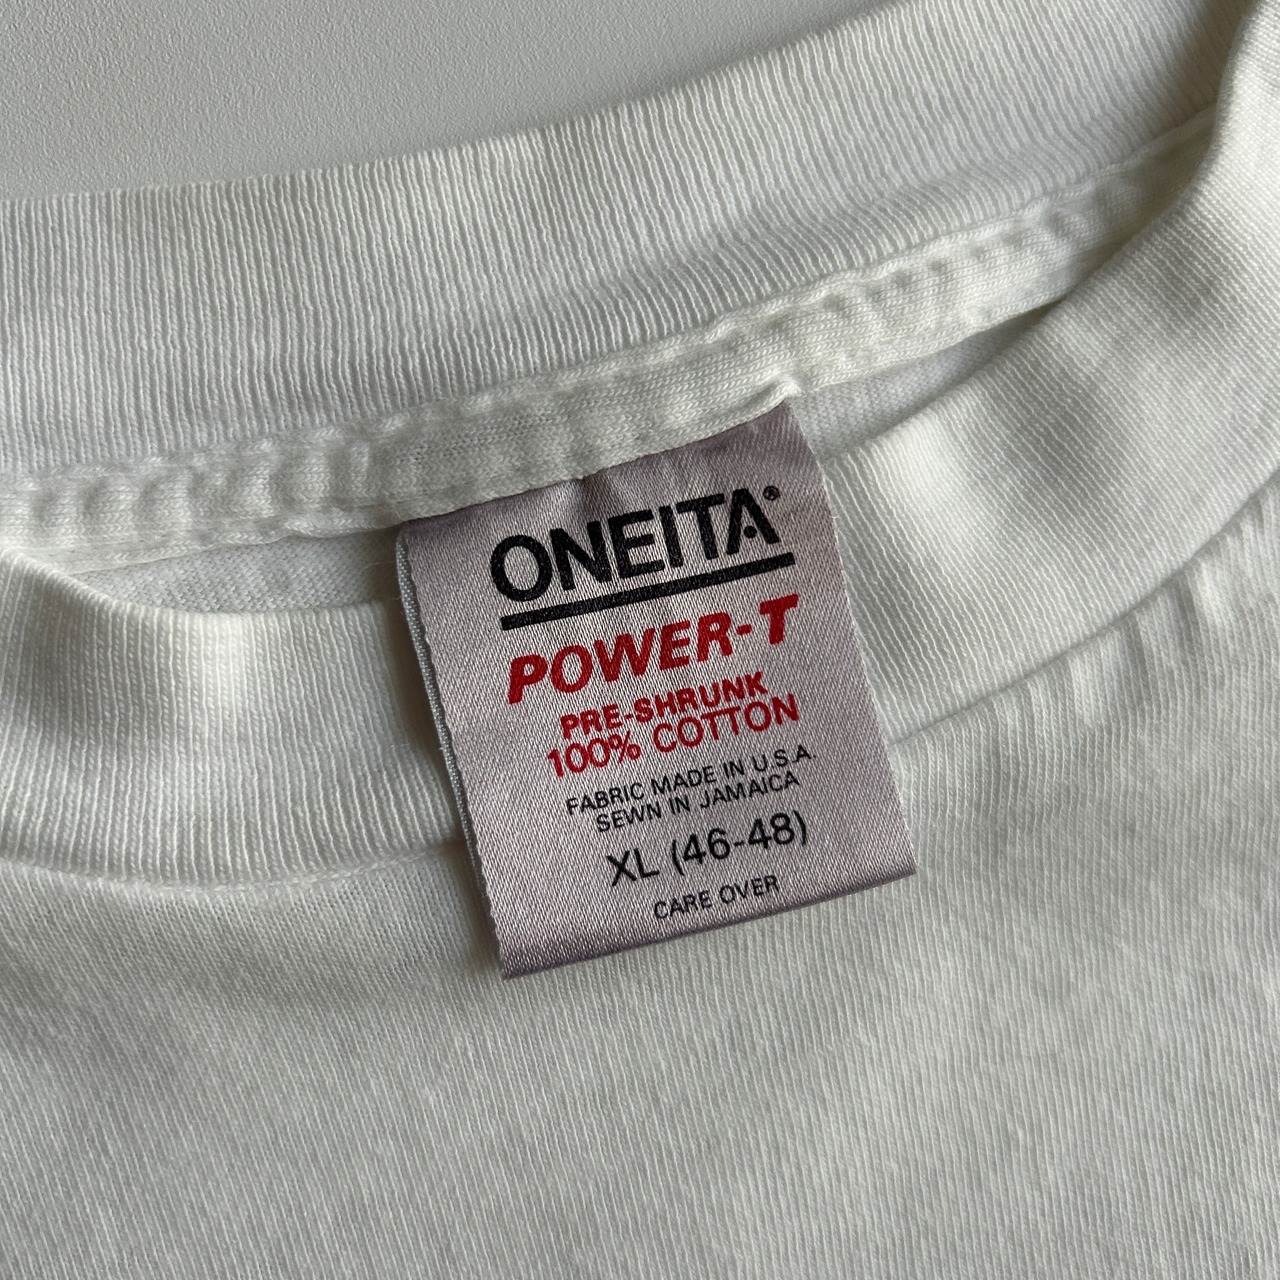 ONEITA®
POWER-T
PRE-SHRUNK
100% COTTON
FABRIC MADE IN U.S.A.
SEWN IN JAMAICA
XL (46-48)
CARE OVER